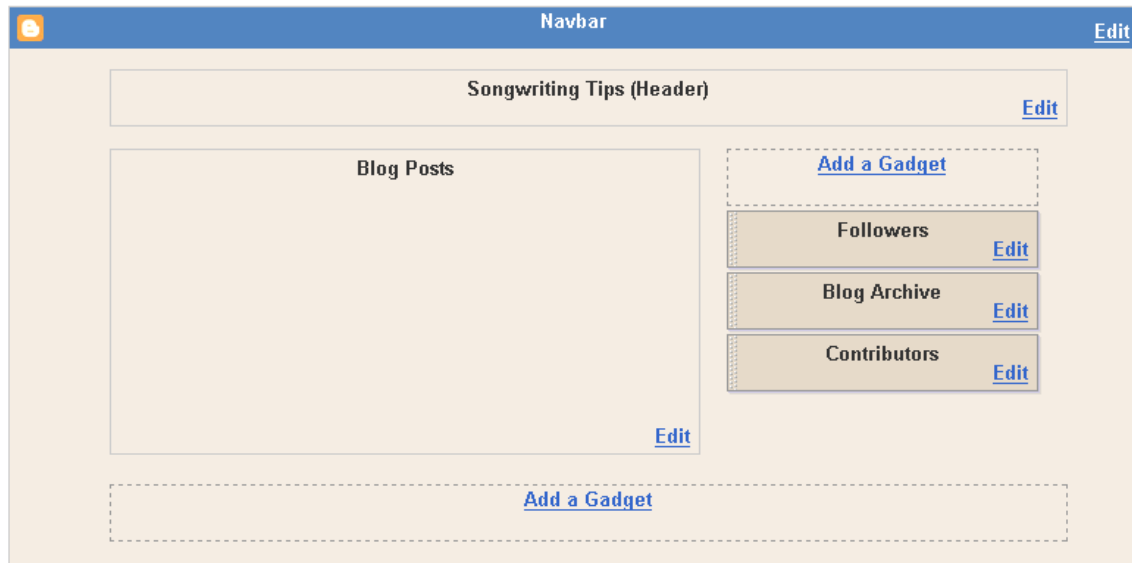 Navbar
Edit
Songwriting Tips (Header)
Edit
Blog Posts
Edit
Add a Gadget
Followers
Edit
Blog Archive
Edit
Contributors
Edit
Add a Gadget